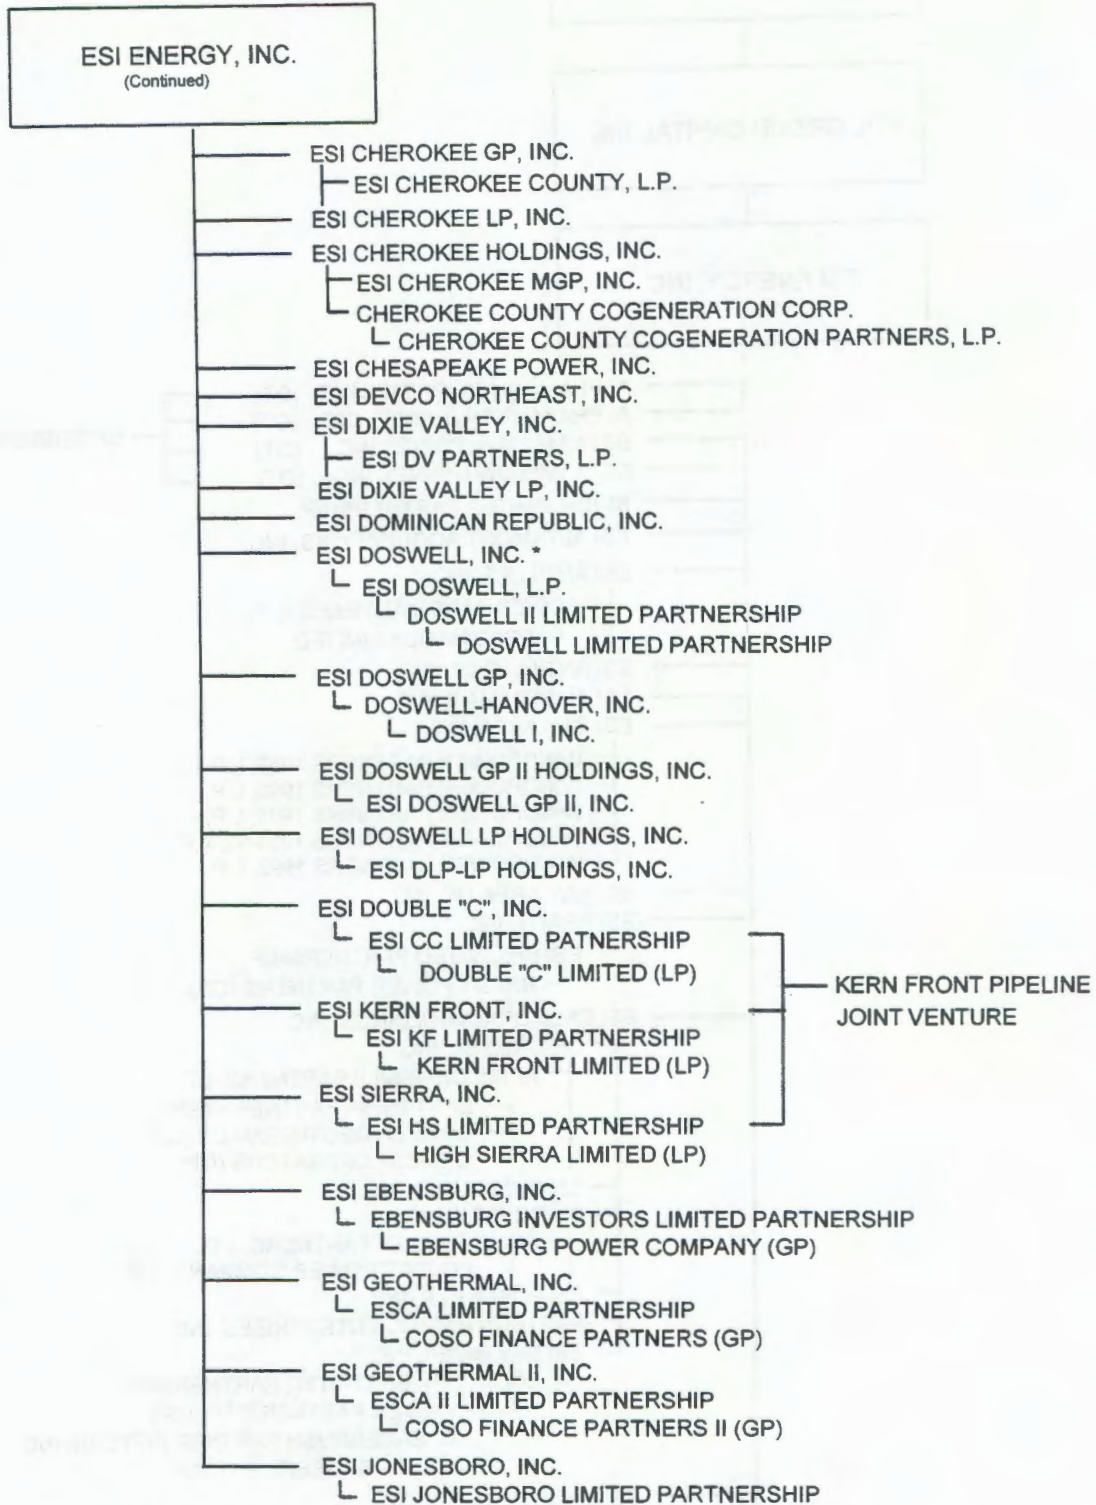 ESI ENERGY, INC.
(Continued)
ESI CHEROKEE GP, INC.
ESI CHEROKEE COUNTY, L.P.
ESI CHEROKEE LP, INC.
ESI CHEROKEE HOLDINGS, INC.
ESI CHEROKEE MGP, INC.
CHEROKEE COUNTY COGENERATION CORP.
CHEROKEE COUNTY COGENERATION PARTNERS, L.P.
ESI CHESAPEAKE POWER, INC.
ESI DEVCO NORTHEAST, INC.
ESI DIXIE VALLEY, INC.
ESI DV PARTNERS, L.P.
ESI DIXIE VALLEY LP, INC.
ESI DOMINICAN REPUBLIC, INC.
ESI DOSWELL, INC. *
ESI DOSWELL, L.P.
DOSWELL II LIMITED PARTNERSHIP
DOSWELL LIMITED PARTNERSHIP
ESI DOSWELL GP, INC.
DOSWELL-HANOVER, INC.
DOSWELL I, INC.
ESI DOSWELL GP II HOLDINGS, INC.
ESI DOSWELL GP II, INC.
ESI DOSWELL LP HOLDINGS, INC.
ESI DLP-LP HOLDINGS, INC.
ESI DOUBLE "C", INC.
ESI CC LIMITED PATNERSHIP
DOUBLE "C" LIMITED (LP)
ESI KERN FRONT, INC.
ESI KF LIMITED PARTNERSHIP
KERN FRONT LIMITED (LP)
ESI SIERRA, INC.
ESI HS LIMITED PARTNERSHIP
HIGH SIERRA LIMITED (LP)
KERN FRONT PIPELINE
JOINT VENTURE
ESI EBENSBURG, INC.
EBENSBURG INVESTORS LIMITED PARTNERSHIP
EBENSBURG POWER COMPANY (GP)
ESI GEOTHERMAL, INC.
ESCA LIMITED PARTNERSHIP
COSO FINANCE PARTNERS (GP)
ESI GEOTHERMAL II, INC.
ESCA II LIMITED PARTNERSHIP
COSO FINANCE PARTNERS II (GP)
ESI JONESBORO, INC.
ESI JONESBORO LIMITED PARTNERSHIP